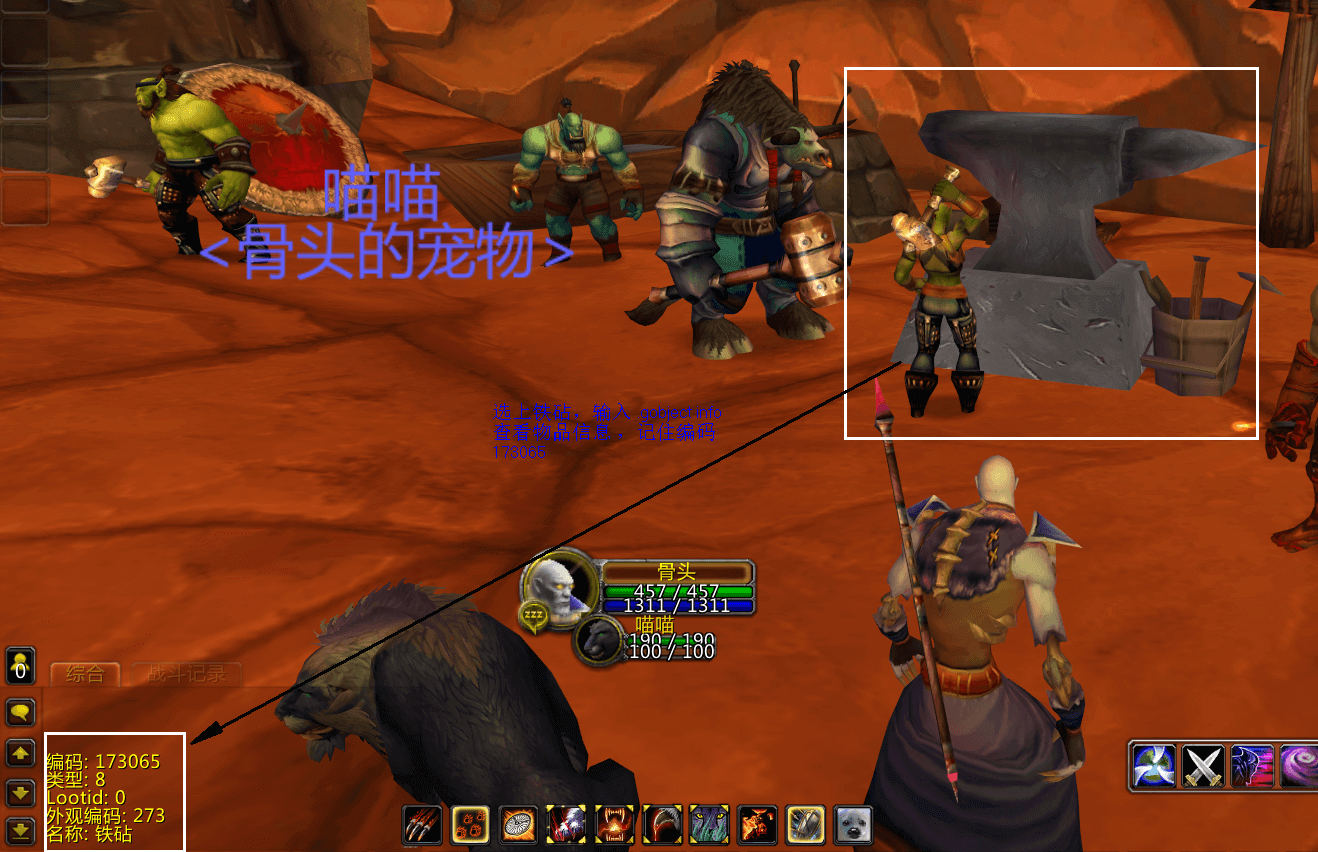 喵喵
<骨头的宠物>
选上铁砧，输入 gobject info
查看物品信息，记住编码
173065
骨头
457 / 457
1311 / 1311
zzz
喵喵
190 / 190
100 / 100
0
综合
战斗记录
编码: 173065
类型: 8
Lootid: 0
外观编码: 273
名称: 铁砧